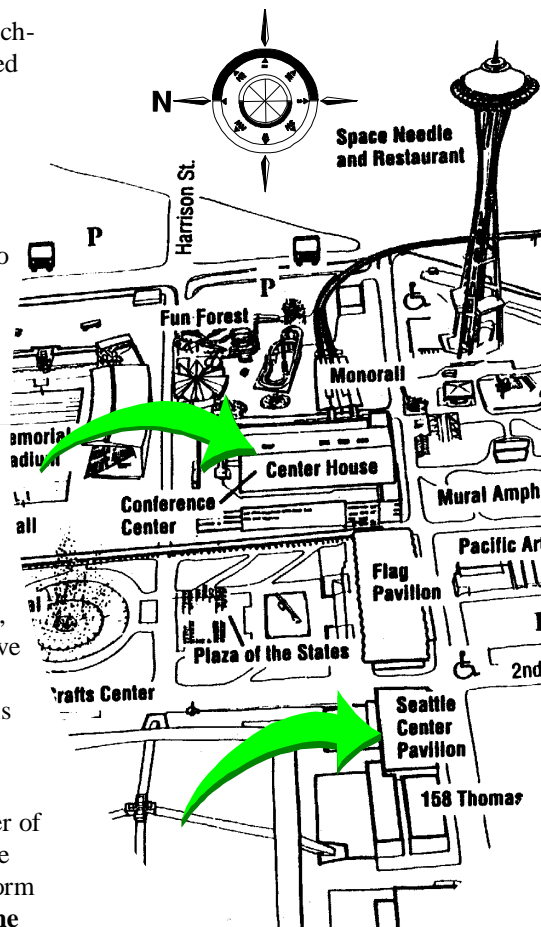 ch-
ed
N
Space Needle
and Restaurant
Harrison St.
P
o
P
Fun Forest
Monorail
emorial
adium
Center House
Conference
Center
all
Mural Amph
Pacific Art
Flag
Pavilion
al
,
ve
Plaza of the States
2nd
rafts Center
s
Seattle
Center
Pavilion
158 Thomas
er of
e
orm
ne